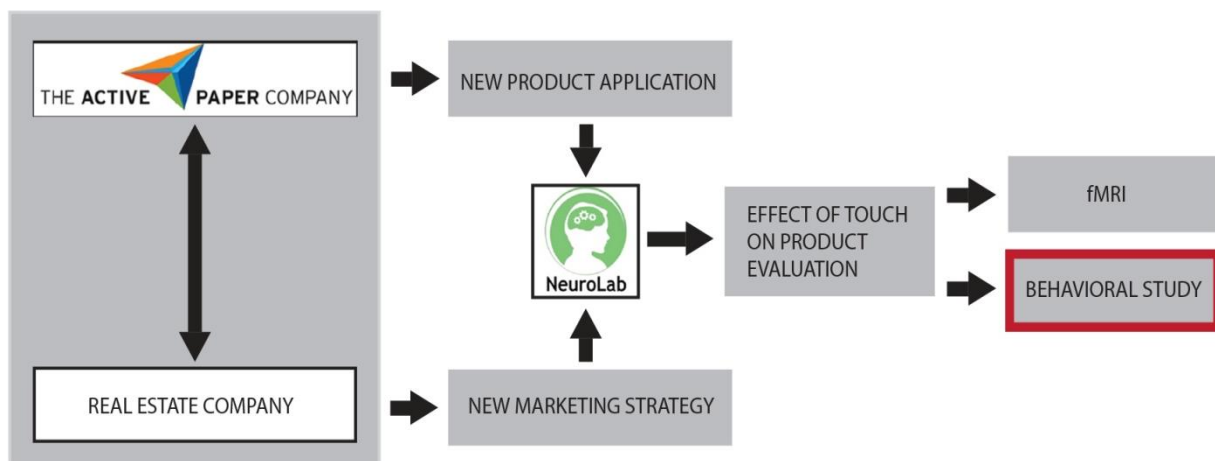 THE ACTIVE PAPER COMPANY
NEW PRODUCT APPLICATION
NeuroLab
EFFECT OF TOUCH
ON PRODUCT
EVALUATION
fMRI
BEHAVIORAL STUDY
REAL ESTATE COMPANY
NEW MARKETING STRATEGY